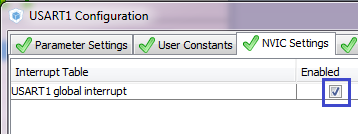 USART1 Configuration
Parameter Settings User Constants NVIC Settings
Interrupt Table Enabled
USART1 global interrupt